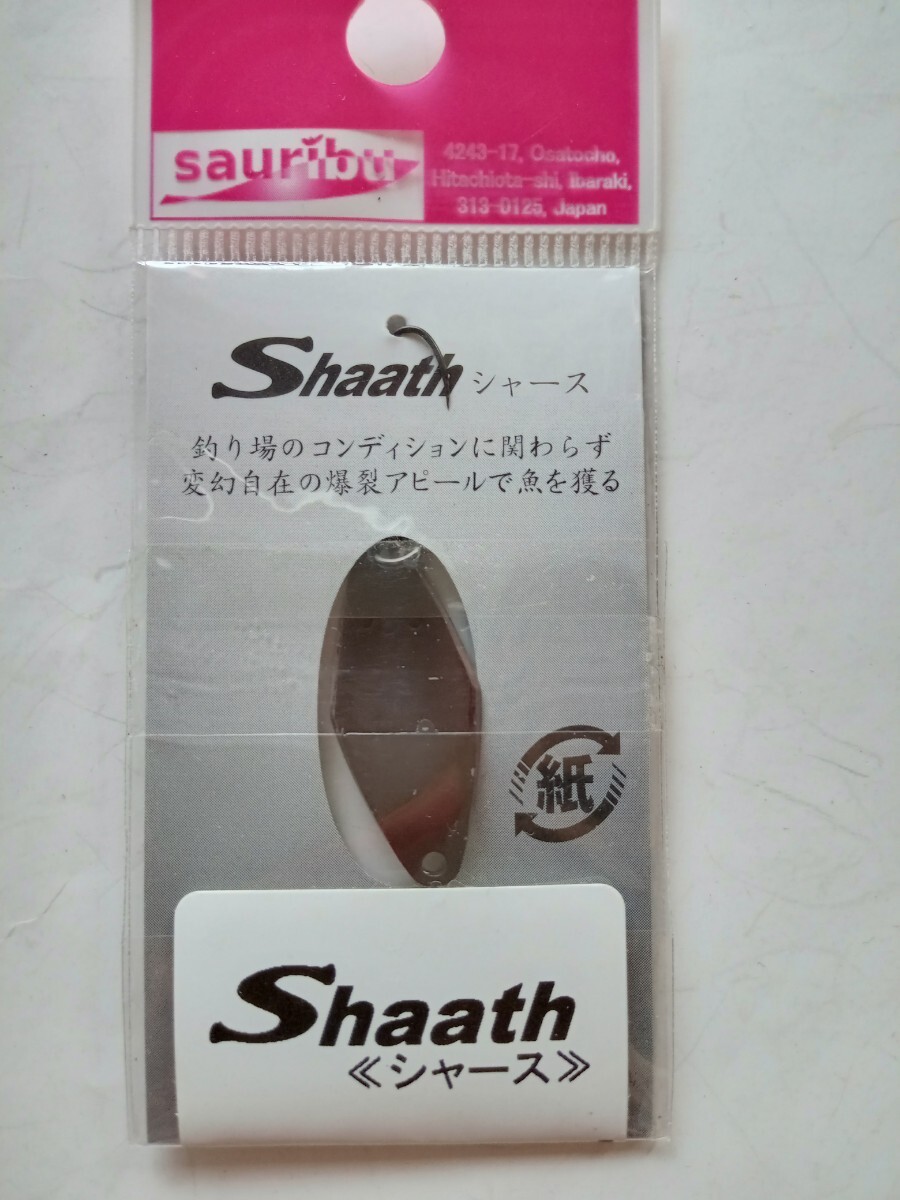 sauribu
4243-17, Osatocho,
Hitachiota-shi, Ibaraki,
313-0125, Japan
Shaath シャース
釣り場のコンディションに関わらず
変幻自在の爆裂アピールで魚を獲る
紙
Shaath
≪シャース≫